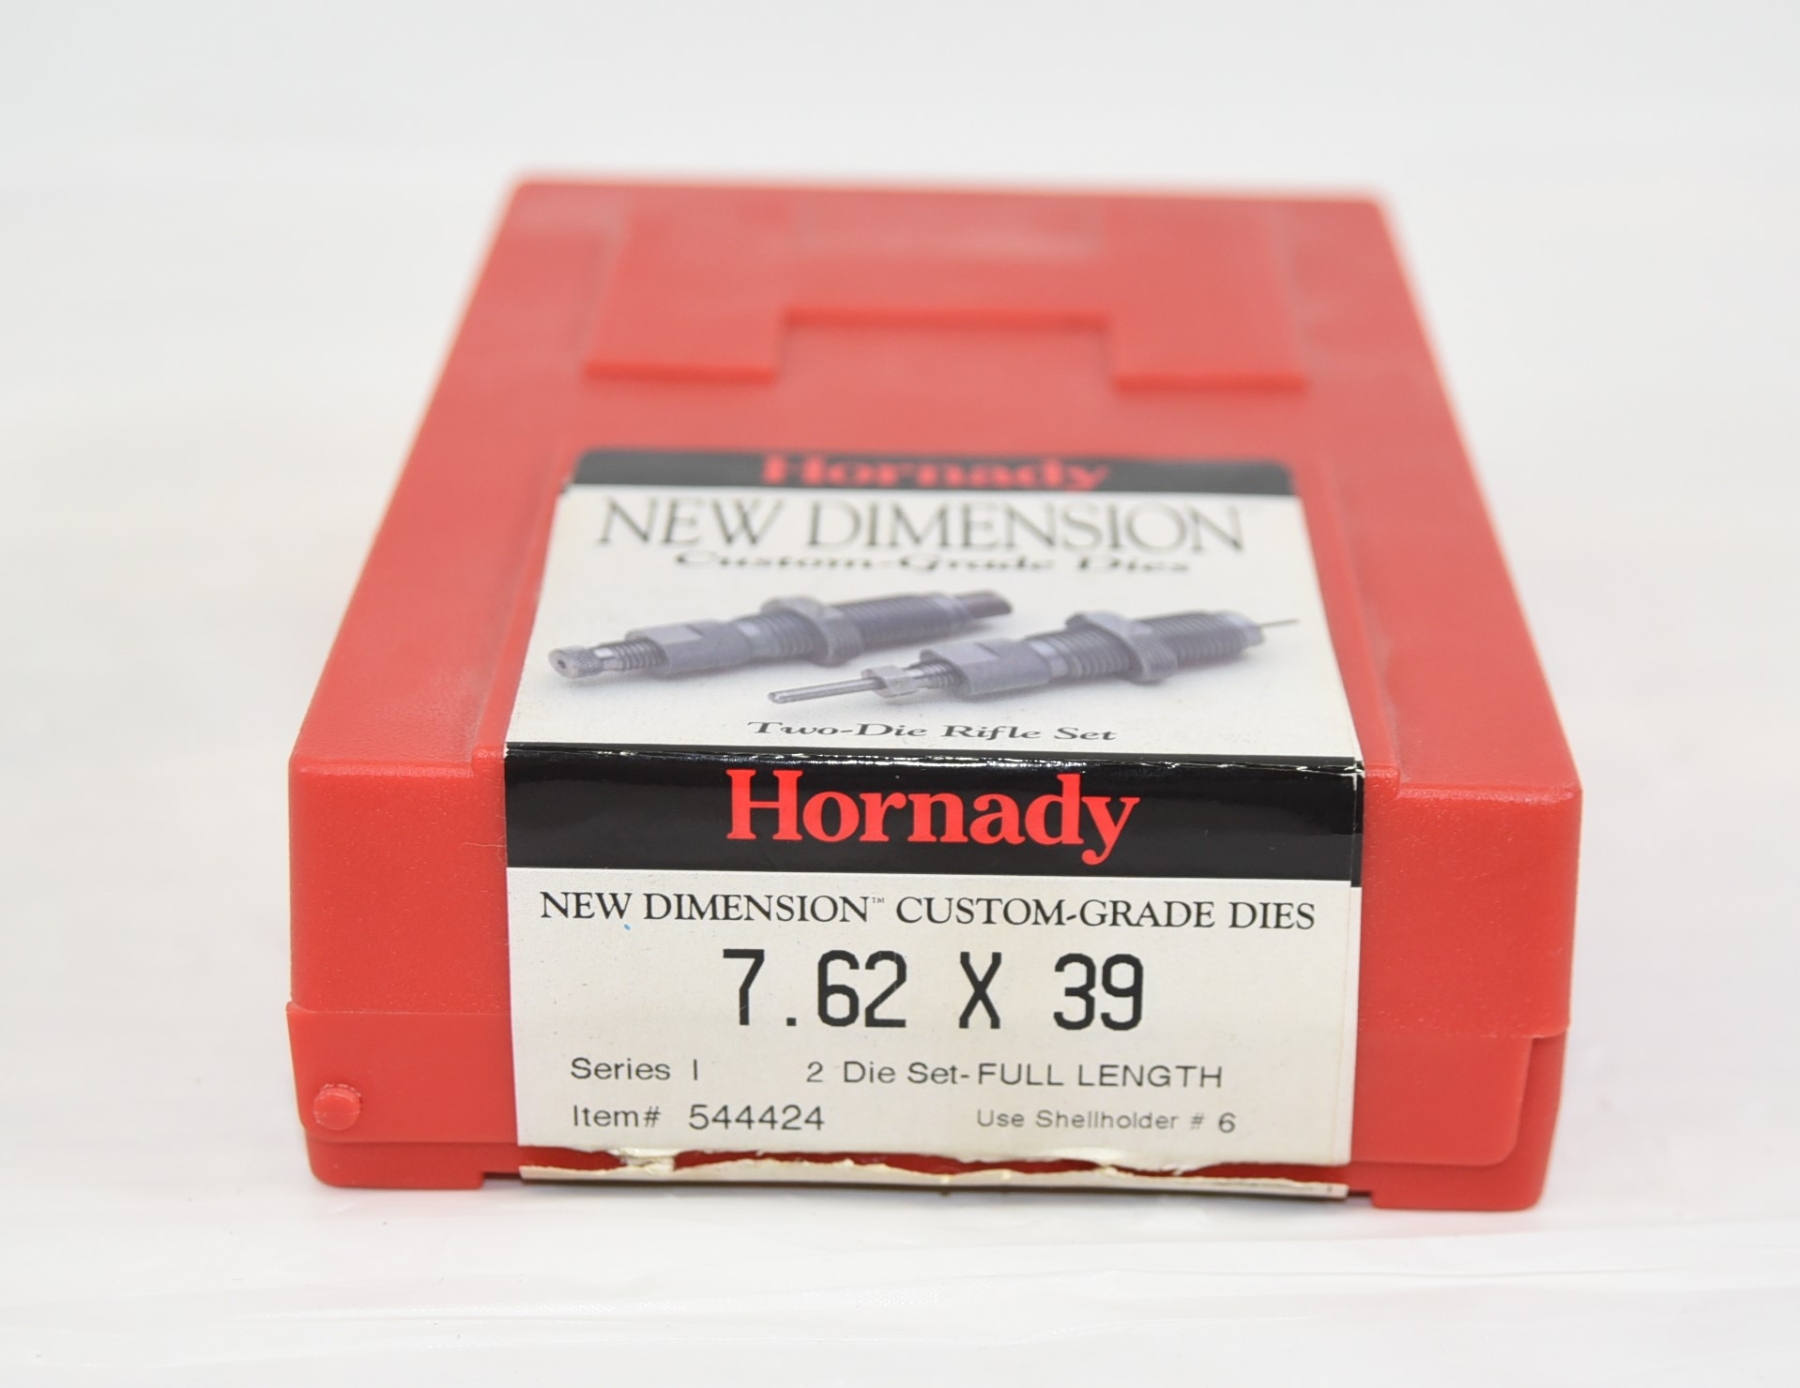 Hornady
NEW DIMENSION
Custom-Grade Dies
Two-Die Rifle Set
Hornady
NEW DIMENSION™ CUSTOM-GRADE DIES
7.62 X 39
Series I 2 Die Set-FULL LENGTH
Item# 544424 Use Shellholder # 6